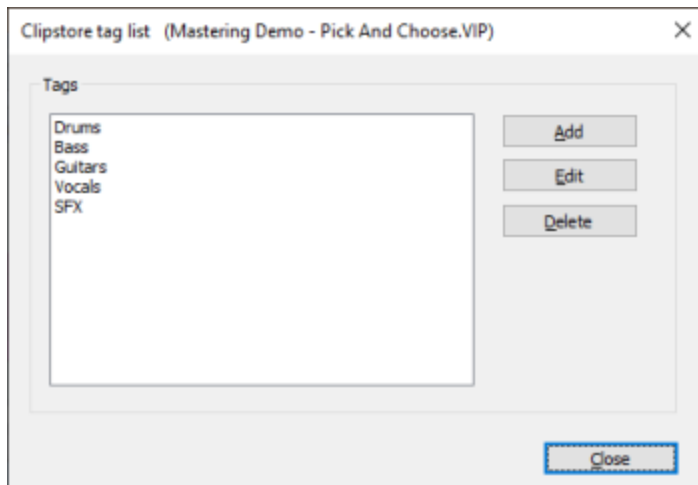 Clipstore tag list (Mastering Demo - Pick And Choose.VIP)
Tags
Drums
Bass
Guitars
Vocals
SFX
Add
Edit
Delete
Close